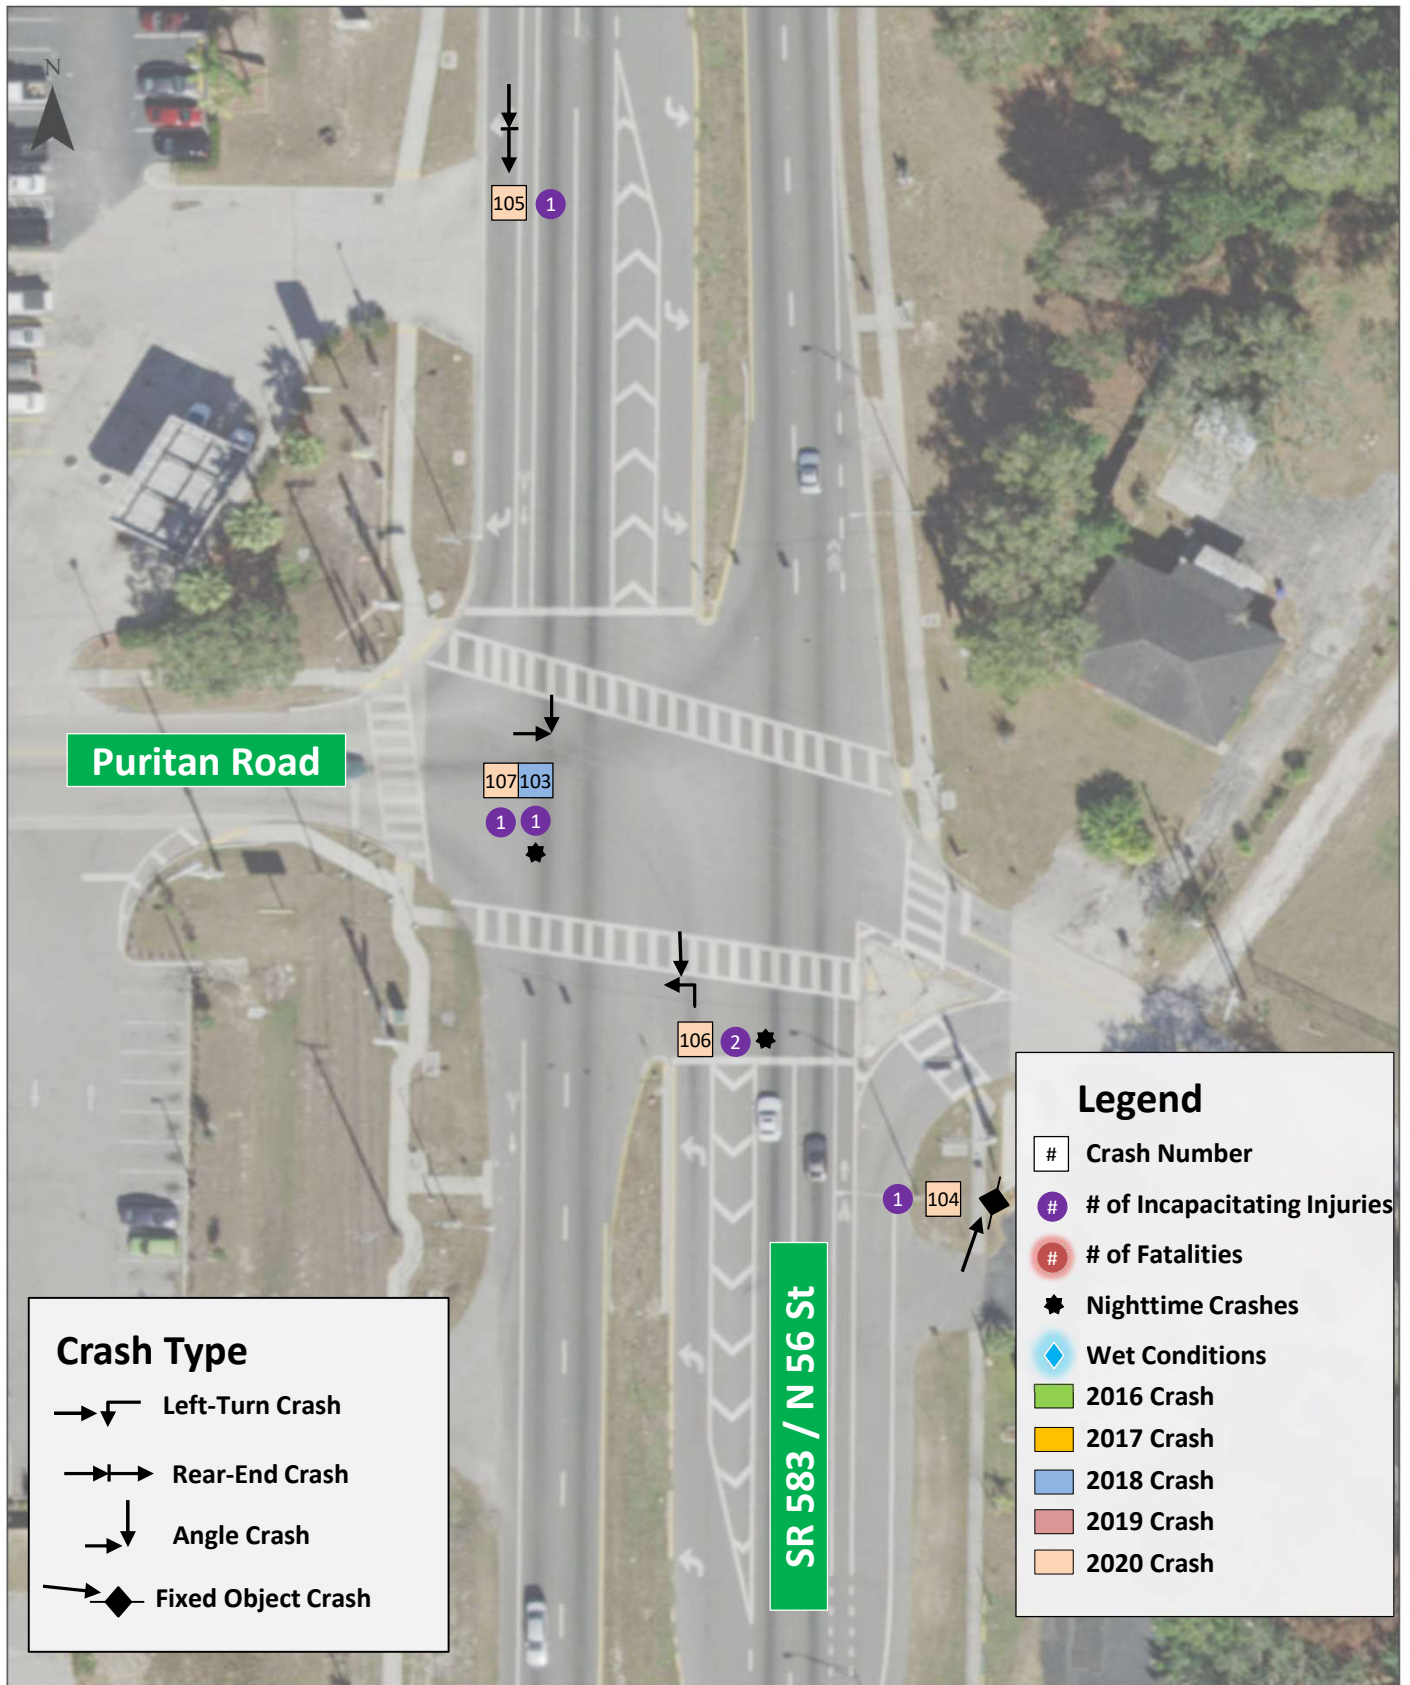 N
105 1
Puritan Road
107 103
1 1
106 2
1 104
SR 583 / N 56 St
Legend
# Crash Number
# # of Incapacitating Injuries
# # of Fatalities
Nighttime Crashes
Wet Conditions
2016 Crash
2017 Crash
2018 Crash
2019 Crash
2020 Crash
Crash Type
Left-Turn Crash
Rear-End Crash
Angle Crash
Fixed Object Crash